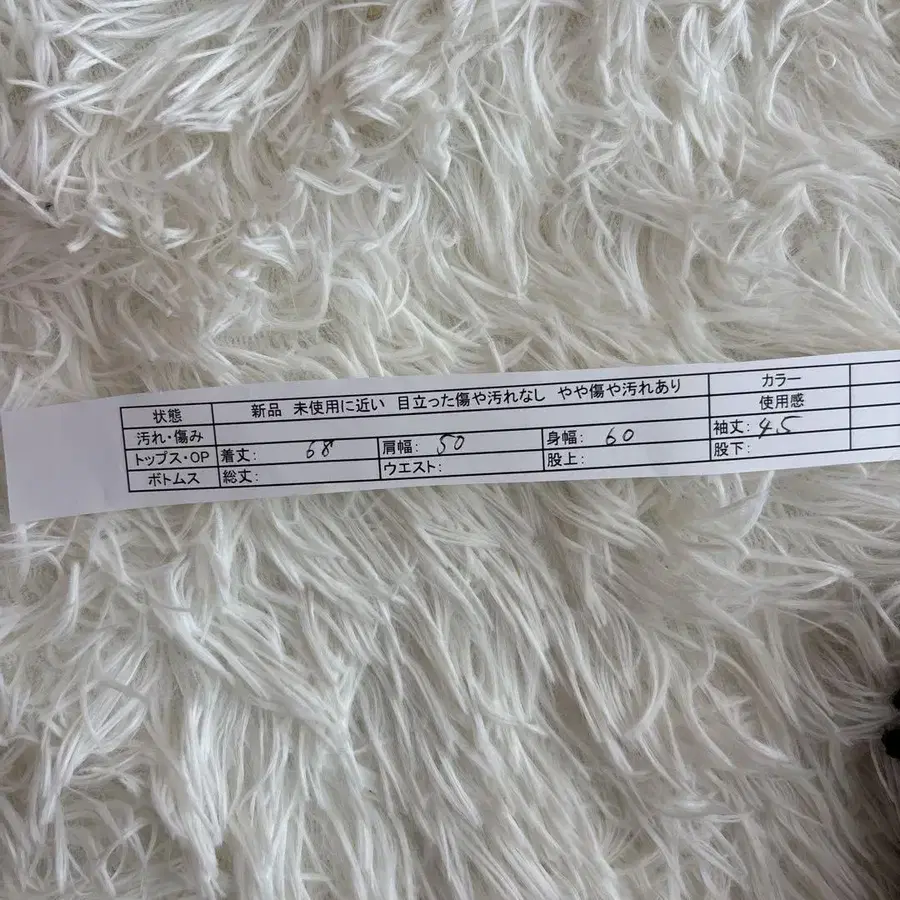 状態 新品 未使用に近い 目立った傷や汚れなし やや傷や汚れあり カラー
汚れ・傷み 使用感
トップス・OP 着丈: 68 肩幅: 50 身幅: 60 袖丈: 45
ボトムス 総丈: ウエスト: 股上: 股下: